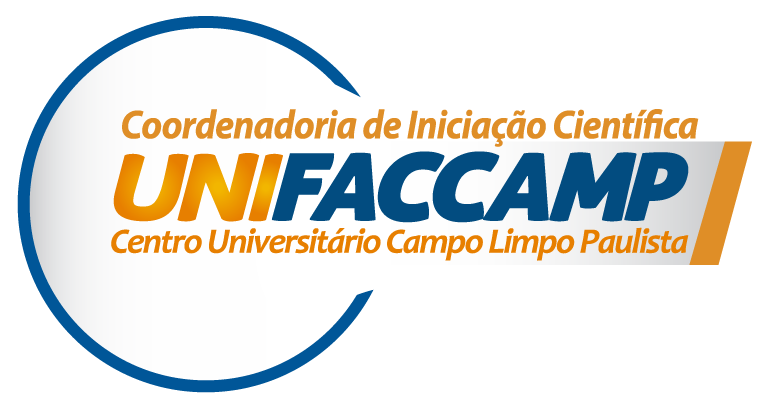 Coordenadoria de Iniciação Científica
UNIFACCAMP
Centro Universitário Campo Limpo Paulista